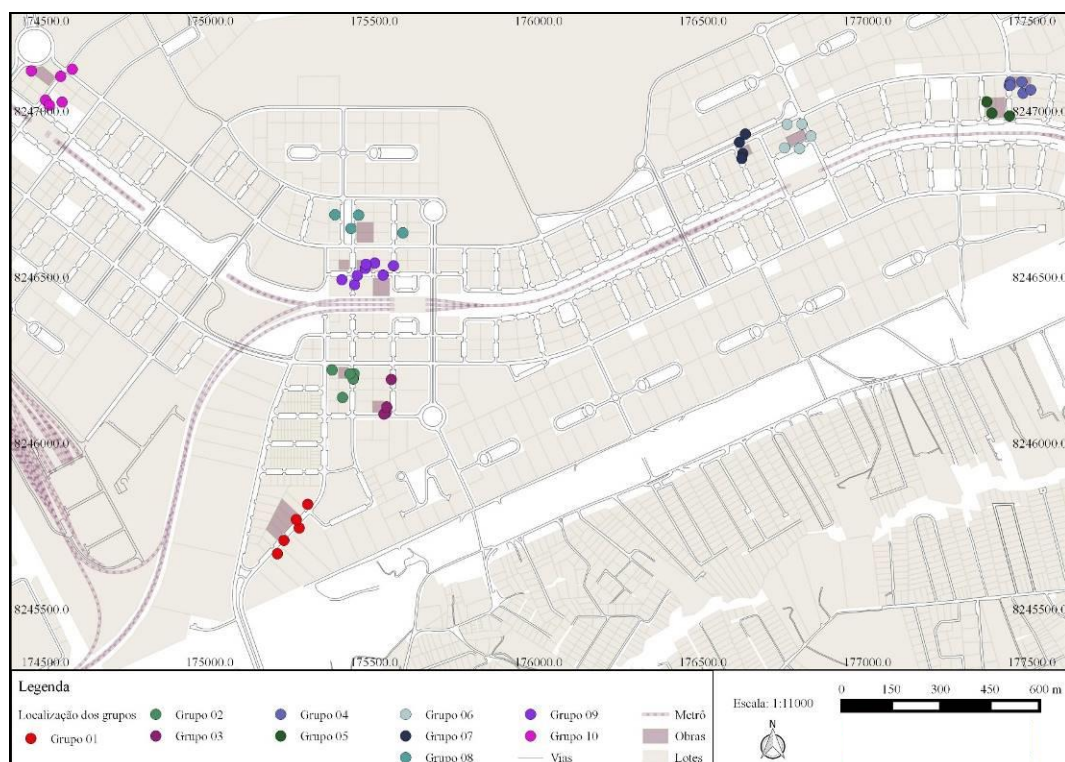 174500.0 175000.0 175500.0 176000.0 176500.0 177000.0 177500.0
8247000.0 8247000.0
8246500.0 8246500.0
8246000.0 8246000.0
8245500.0 8245500.0
174500.0 175000.0 175500.0 176000.0 176500.0 177000.0 177500.0
Legenda
Localização dos grupos
Grupo 01
Grupo 02
Grupo 03
Grupo 04
Grupo 05
Grupo 06
Grupo 07
Grupo 08
Grupo 09
Grupo 10
Vias
Metrô
Obras
Lotes
Escala: 1:11000
N
0 150 300 450 600 m